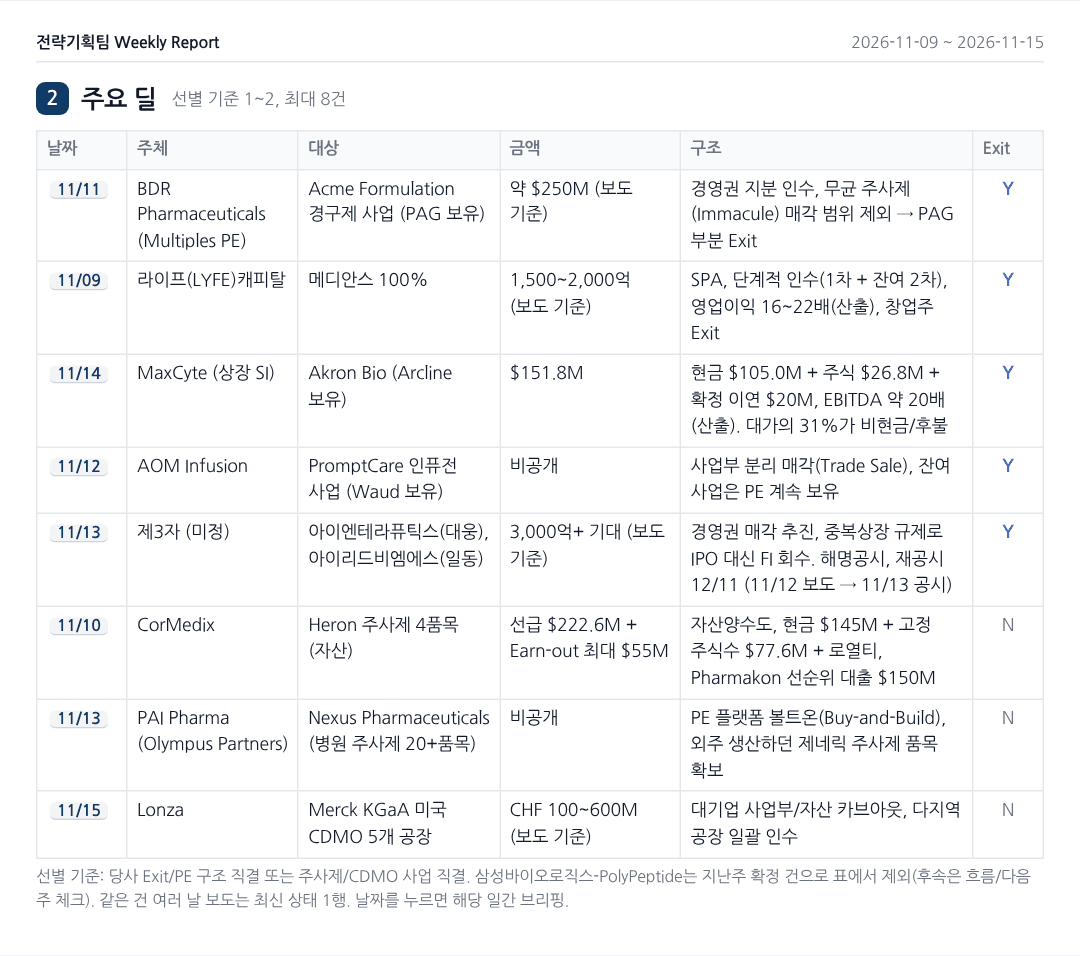 전략기획팀 Weekly Report
2026-11-09 ~ 2026-11-15
2 주요 딜 선별 기준 1~2, 최대 8건
날짜 주체 대상 금액 구조 Exit
11/11
BDR
Pharmaceuticals
(Multiples PE)
Acme Formulation
경구제 사업 (PAG 보유)
약 $250M (보도
기준)
경영권 지분 인수, 무균 주사제
(Immacule) 매각 범위 제외 → PAG
부분 Exit
Y
11/09
라이프(LYFE)캐피탈
메디안스 100%
1,500~2,000억
(보도 기준)
SPA, 단계적 인수(1차 + 잔여 2차),
영업이익 16~22배(산출), 창업주
Exit
Y
11/14
MaxCyte (상장 SI)
Akron Bio (Arcline
보유)
$151.8M
현금 $105.0M + 주식 $26.8M +
확정 이연 $20M, EBITDA 약 20배
(산출). 대가의 31%가 비현금/후불
Y
11/12
AOM Infusion
PromptCare 인퓨전
사업 (Waud 보유)
비공개
사업부 분리 매각(Trade Sale), 잔여
사업은 PE 계속 보유
Y
11/13
제3자 (미정)
아이엔테라퓨틱스(대웅),
아이리드비엠에스(일동)
3,000억+ 기대 (보도
기준)
경영권 매각 추진, 중복상장 규제로
IPO 대신 FI 회수. 해명공시, 재공시
12/11 (11/12 보도 → 11/13 공시)
Y
11/10
CorMedix
Heron 주사제 4품목
(자산)
선급 $222.6M +
Earn-out 최대 $55M
자산양수도, 현금 $145M + 고정
주식수 $77.6M + 로열티,
Pharmakon 선순위 대출 $150M
N
11/13
PAI Pharma
(Olympus Partners)
Nexus Pharmaceuticals
(병원 주사제 20+품목)
비공개
PE 플랫폼 볼트온(Buy-and-Build),
외주 생산하던 제네릭 주사제 품목
확보
N
11/15
Lonza
Merck KGaA 미국
CDMO 5개 공장
CHF 100~600M
(보도 기준)
대기업 사업부/자산 카브아웃, 다지역
공장 일괄 인수
N
선별 기준: 당사 Exit/PE 구조 직결 또는 주사제/CDMO 사업 직결. 삼성바이오로직스-PolyPeptide는 지난주 확정 건으로 표에서 제외(후속은 흐름/다음
주 체크). 같은 건 여러 날 보도는 최신 상태 1행. 날짜를 누르면 해당 일간 브리핑.